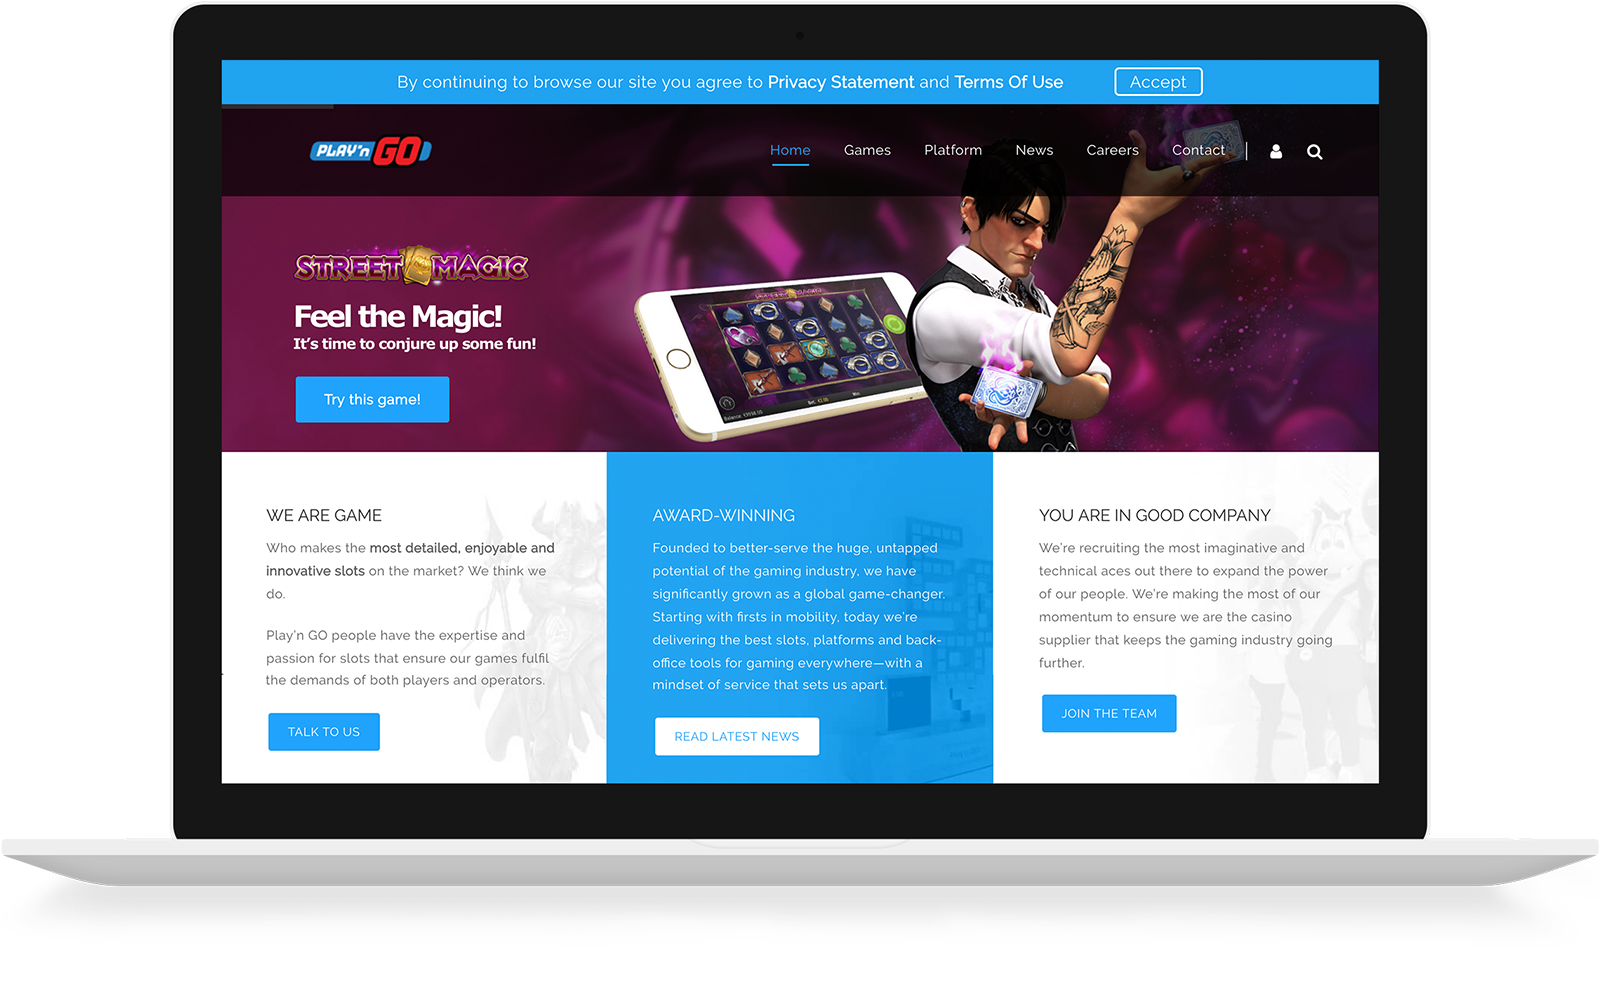 By continuing to browse our site you agree to Privacy Statement and Terms Of Use
Accept
PLAY'n GO
Home
Games
Platform
News
Careers
Contact
STREET MAGIC
Feel the Magic!
It's time to conjure up some fun!
Try this game!
WE ARE GAME
Who makes the most detailed, enjoyable and
innovative slots on the market? We think we
do.
Play'n GO people have the expertise and
passion for slots that ensure our games fulfil
the demands of both players and operators.
TALK TO US
AWARD-WINNING
Founded to better-serve the huge, untapped
potential of the gaming industry, we have
significantly grown as a global game-changer.
Starting with firsts in mobility, today we're
delivering the best slots, platforms and back-
office tools for gaming everywhere—with a
mindset of service that sets us apart.
READ LATEST NEWS
YOU ARE IN GOOD COMPANY
We're recruiting the most imaginative and
technical aces out there to expand the power
of our people. We're making the most of our
momentum to ensure we are the casino
supplier that keeps the gaming industry going
further.
JOIN THE TEAM